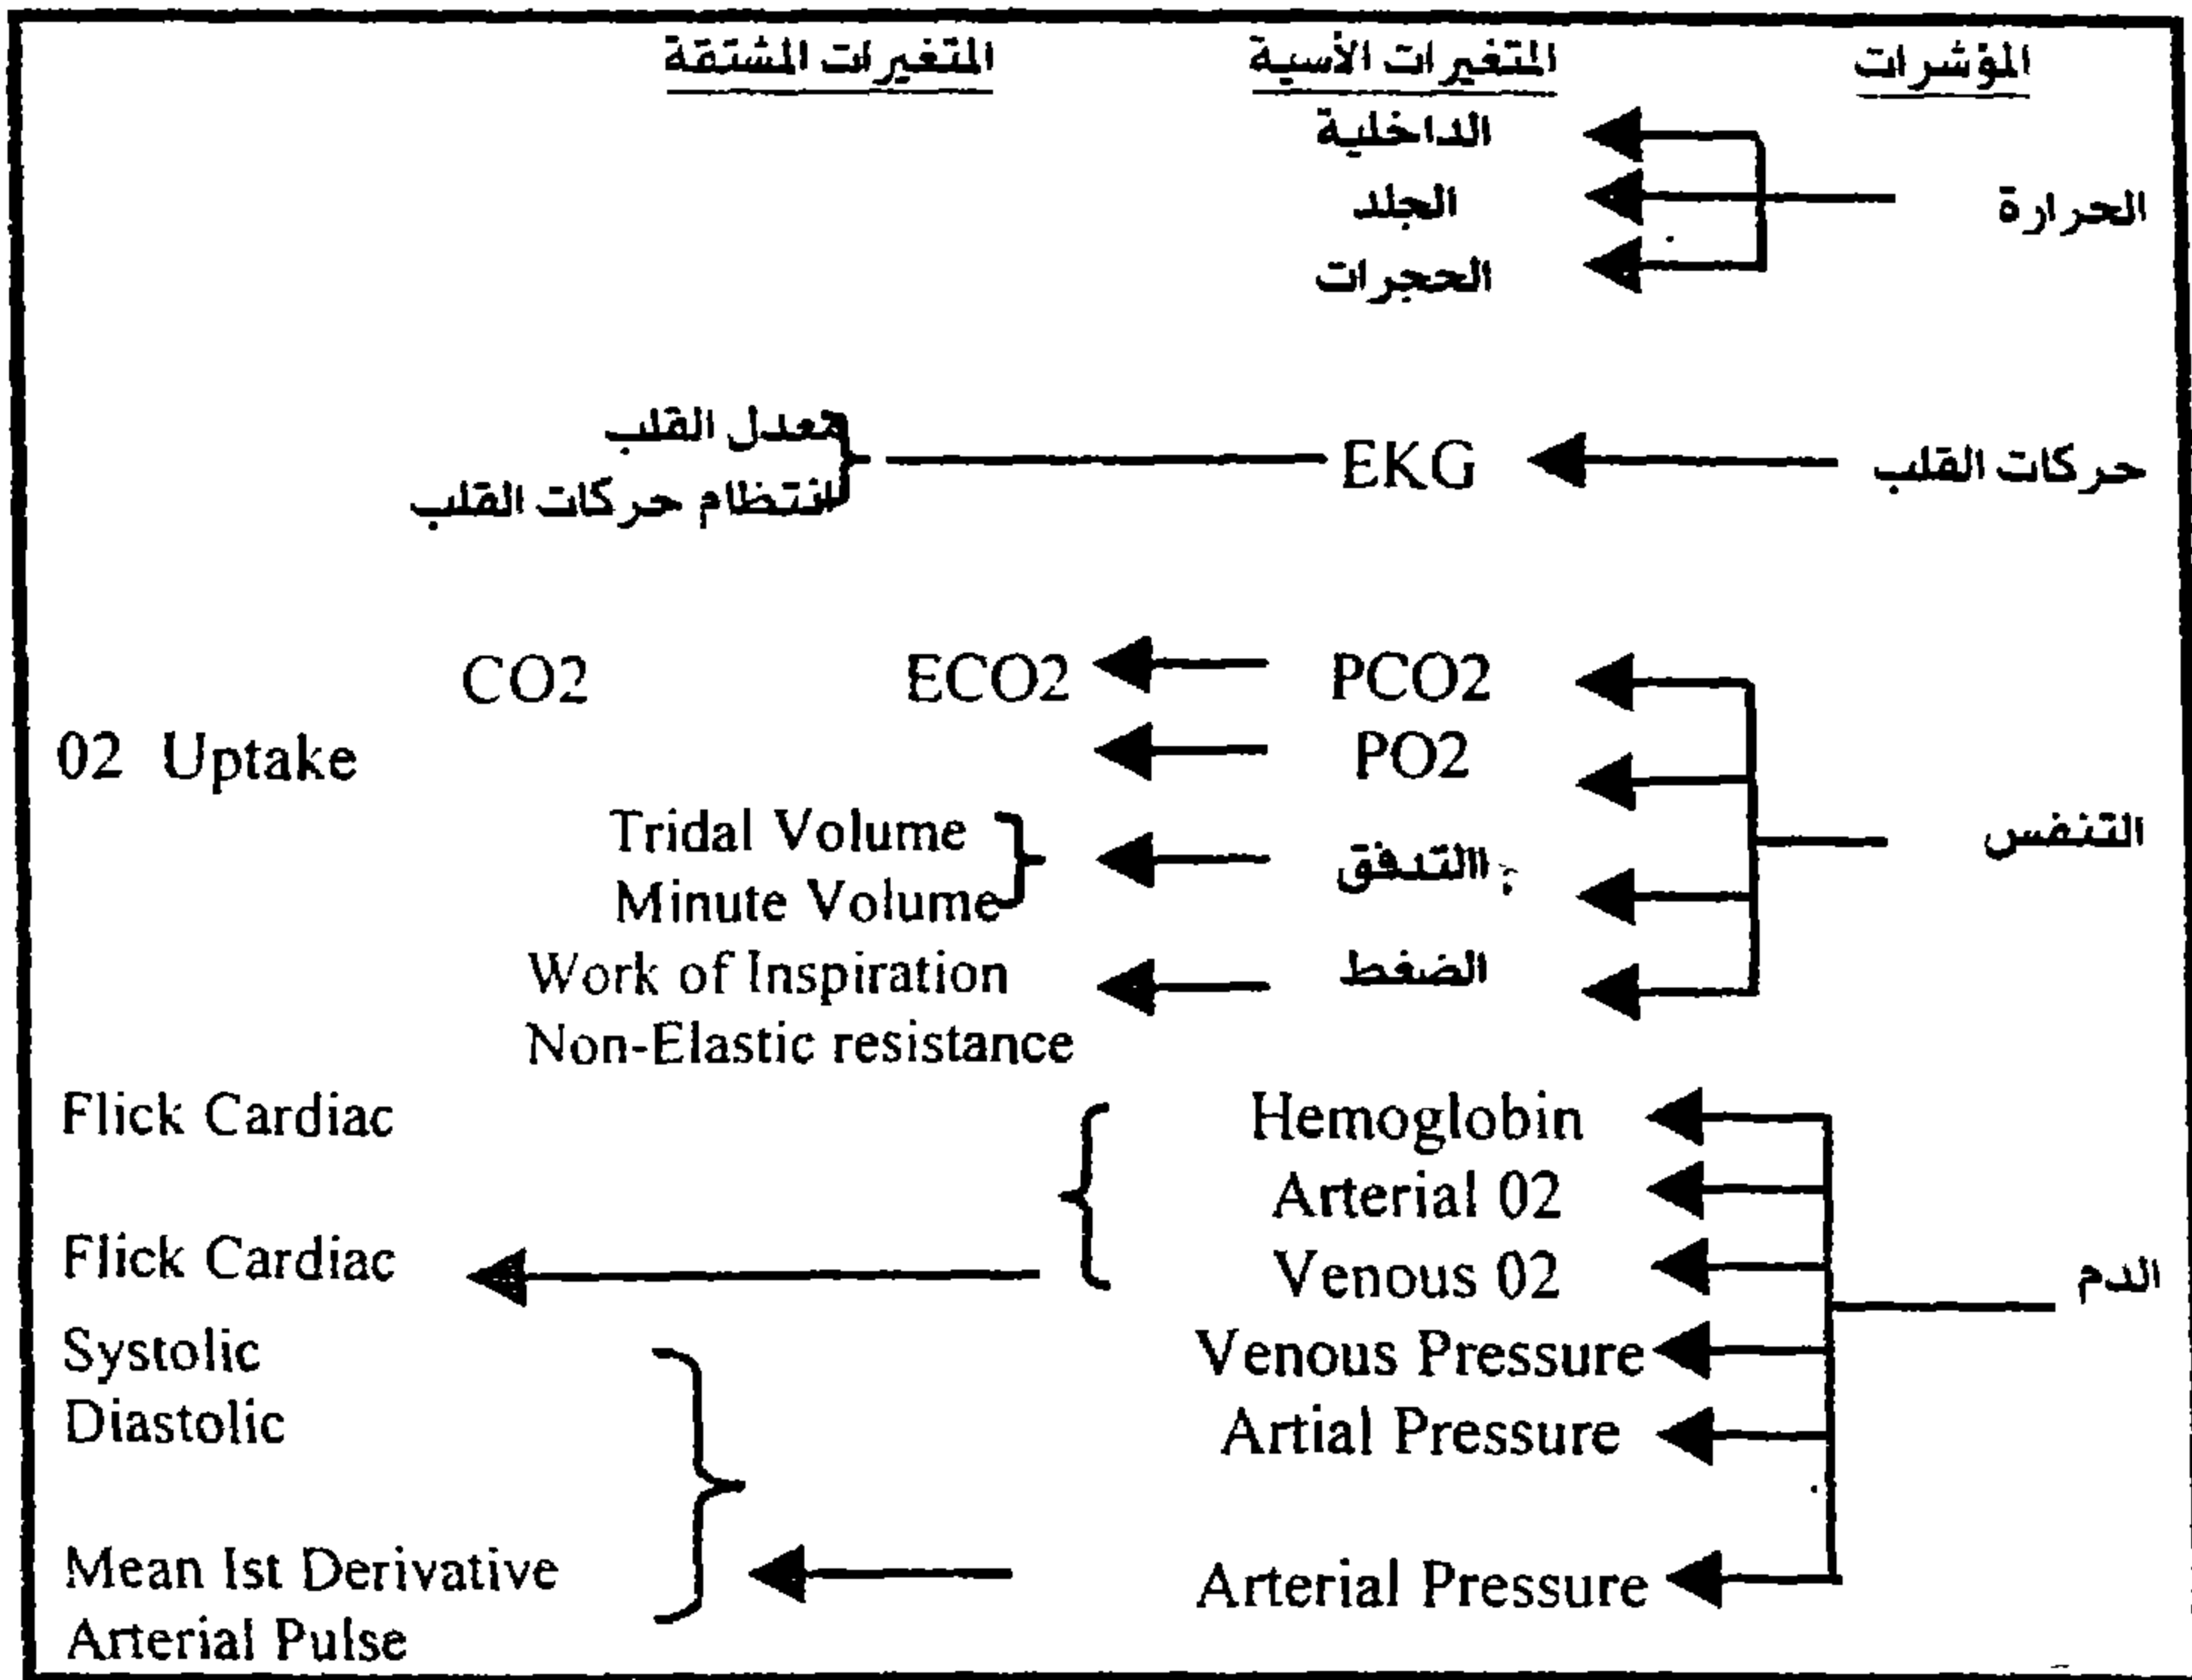 المؤشرات المتغيرات الأسية المتغيرات المشتقة
الداخلية
الحرارة الجلد
الحجرات
معدل القلب
حركات القلب EKG
انتظام حركات القلب
PCO2 ECO2 CO2
PO2 02 Uptake
Tridal Volume
التنفس التدفق
Minute Volume
الضغط Work of Inspiration
Non-Elastic resistance
Hemoglobin Flick Cardiac
Arterial 02
الدم Venous 02 Flick Cardiac
Venous Pressure Systolic
Artial Pressure Diastolic
Arterial Pressure Mean Ist Derivative
Arterial Pulse